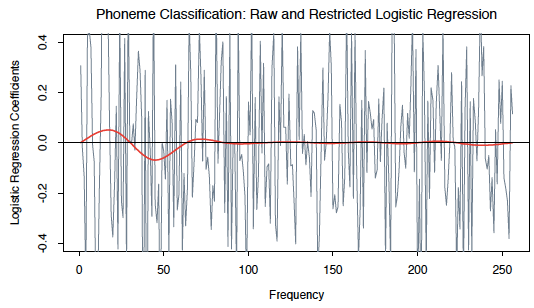 Phoneme Classification: Raw and Restricted Logistic Regression
Logistic Regression Coefficients
0.4
0.2
0.0
-0.2
-0.4
0 50 100 150 200 250
Frequency